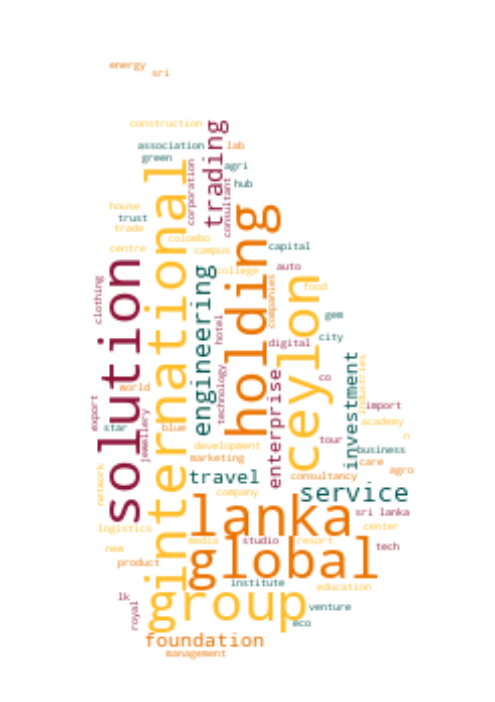 energy
sri
construction
trading
association
lab
green
international
corporation
agri
consultant
hub
house
holding
trust
trade
colombo
campus
capital
centre
solution
engineering
college
auto
clothing
companies
ceylon
food
gem
hotel
city
digital
technology
investment
industries
enterprise
co
world
export
jewellery
import
star
blue
academy
tour
n
development
business
marketing
care
network
travel
consultancy
agro
company
service
lanka
sri lanka
logistics
center
media
studio
resort
new
global
tech
product
institute
education
lk
royal
group
venture
eco
foundation
management